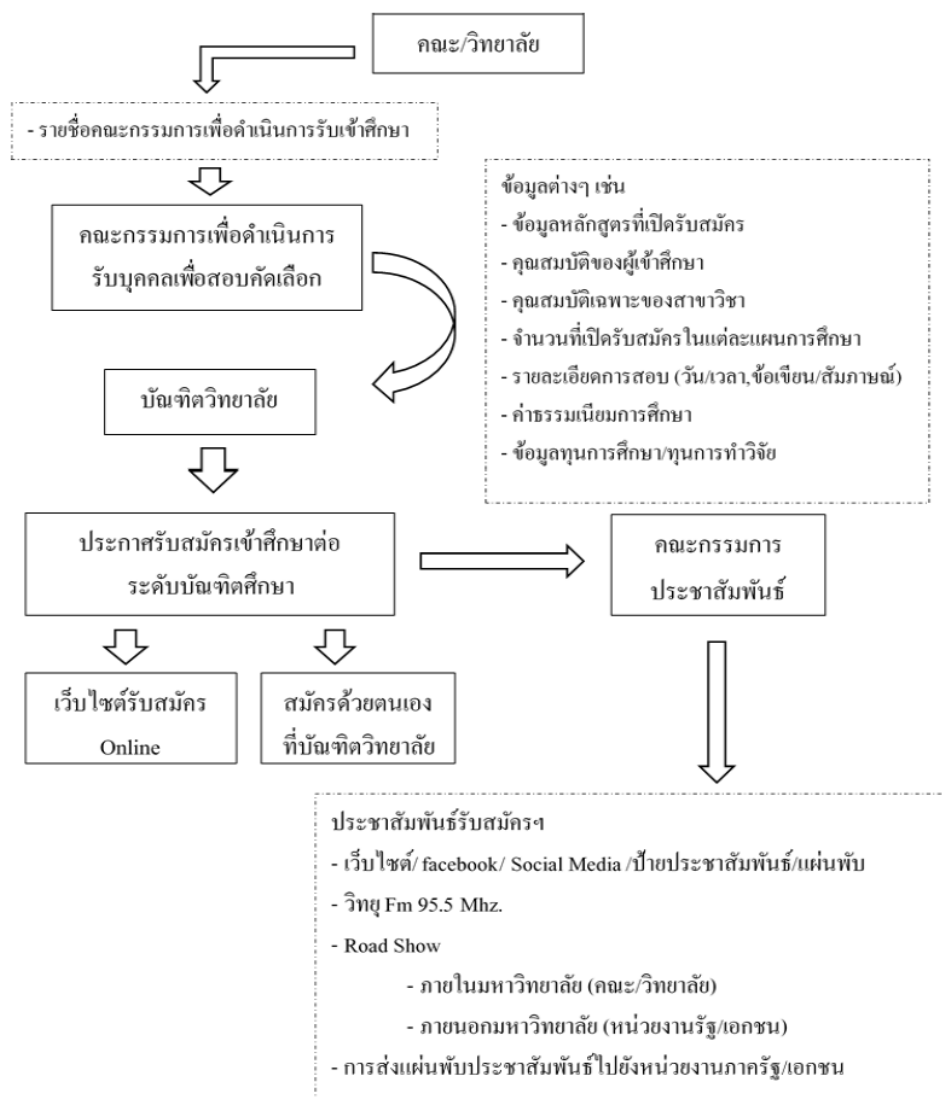 คณะ/วิทยาลัย
- รายชื่อคณะกรรมการเพื่อดำเนินการรับเข้าศึกษา
คณะกรรมการเพื่อดำเนินการ
รับบุคคลเพื่อสอบคัดเลือก
ข้อมูลต่างๆ เช่น
- ข้อมูลหลักสูตรที่เปิดรับสมัคร
- คุณสมบัติของผู้เข้าศึกษา
- คุณสมบัติเฉพาะของสาขาวิชา
- จำนวนที่เปิดรับสมัครในแต่ละแผนการศึกษา
- รายละเอียดการสอบ (วัน/เวลา,ข้อเขียน/สัมภาษณ์)
- ค่าธรรมเนียมการศึกษา
- ข้อมูลทุนการศึกษา/ทุนการทำวิจัย
บัณฑิตวิทยาลัย
ประกาศรับสมัครเข้าศึกษาต่อ
ระดับบัณฑิตศึกษา
คณะกรรมการ
ประชาสัมพันธ์
เว็บไซต์รับสมัคร
Online
สมัครด้วยตนเอง
ที่บัณฑิตวิทยาลัย
ประชาสัมพันธ์รับสมัครฯ
- เว็บไซต์/ facebook/ Social Media /ป้ายประชาสัมพันธ์/แผ่นพับ
- วิทยุ Fm 95.5 Mhz.
- Road Show
- ภายในมหาวิทยาลัย (คณะ/วิทยาลัย)
- ภายนอกมหาวิทยาลัย (หน่วยงานรัฐ/เอกชน)
- การส่งแผ่นพับประชาสัมพันธ์ไปยังหน่วยงานภาครัฐ/เอกชน